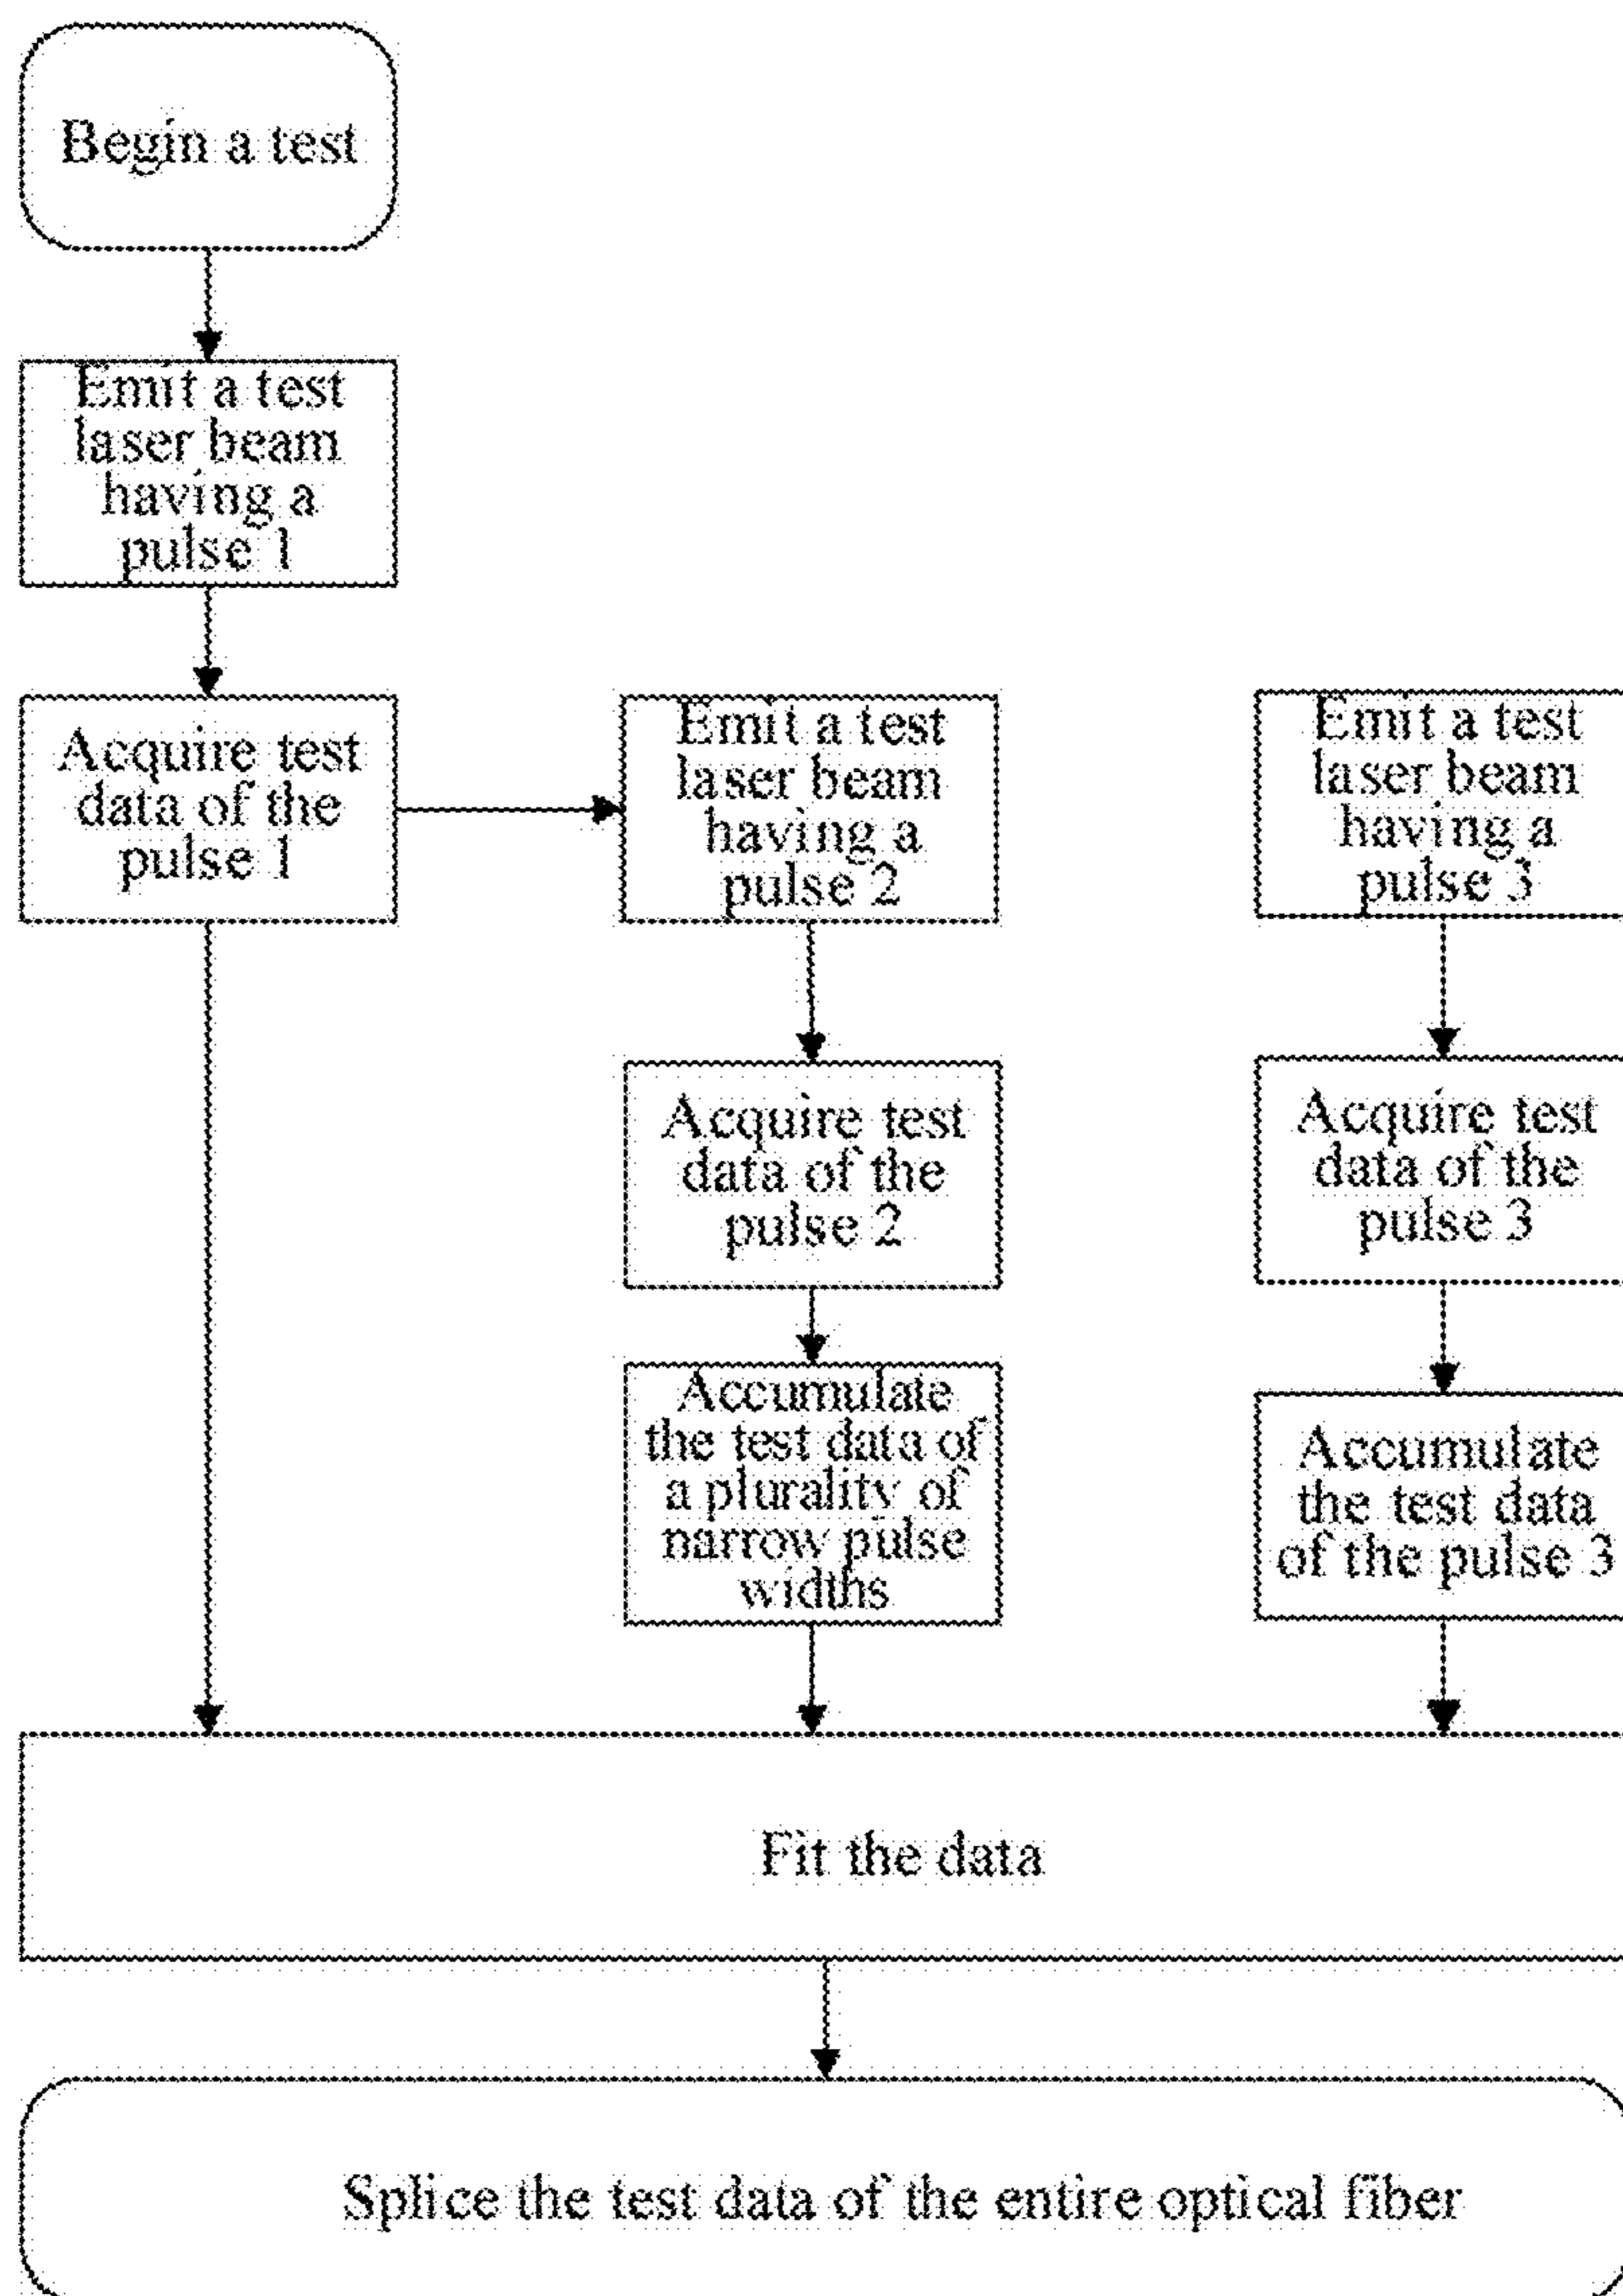 Begin a test
Emit a test
laser beam
having a
pulse 1
Acquire test
data of the
pulse 1
Emit a test
laser beam
having a
pulse 2
Acquire test
data of the
pulse 2
Accumulate
the test data of
a plurality of
narrow pulse
widths
Emit a test
laser beam
having a
pulse 3
Acquire test
data of the
pulse 3
Accumulate
the test data
of the pulse 3
Fit the data
Splice the test data of the entire optical fiber